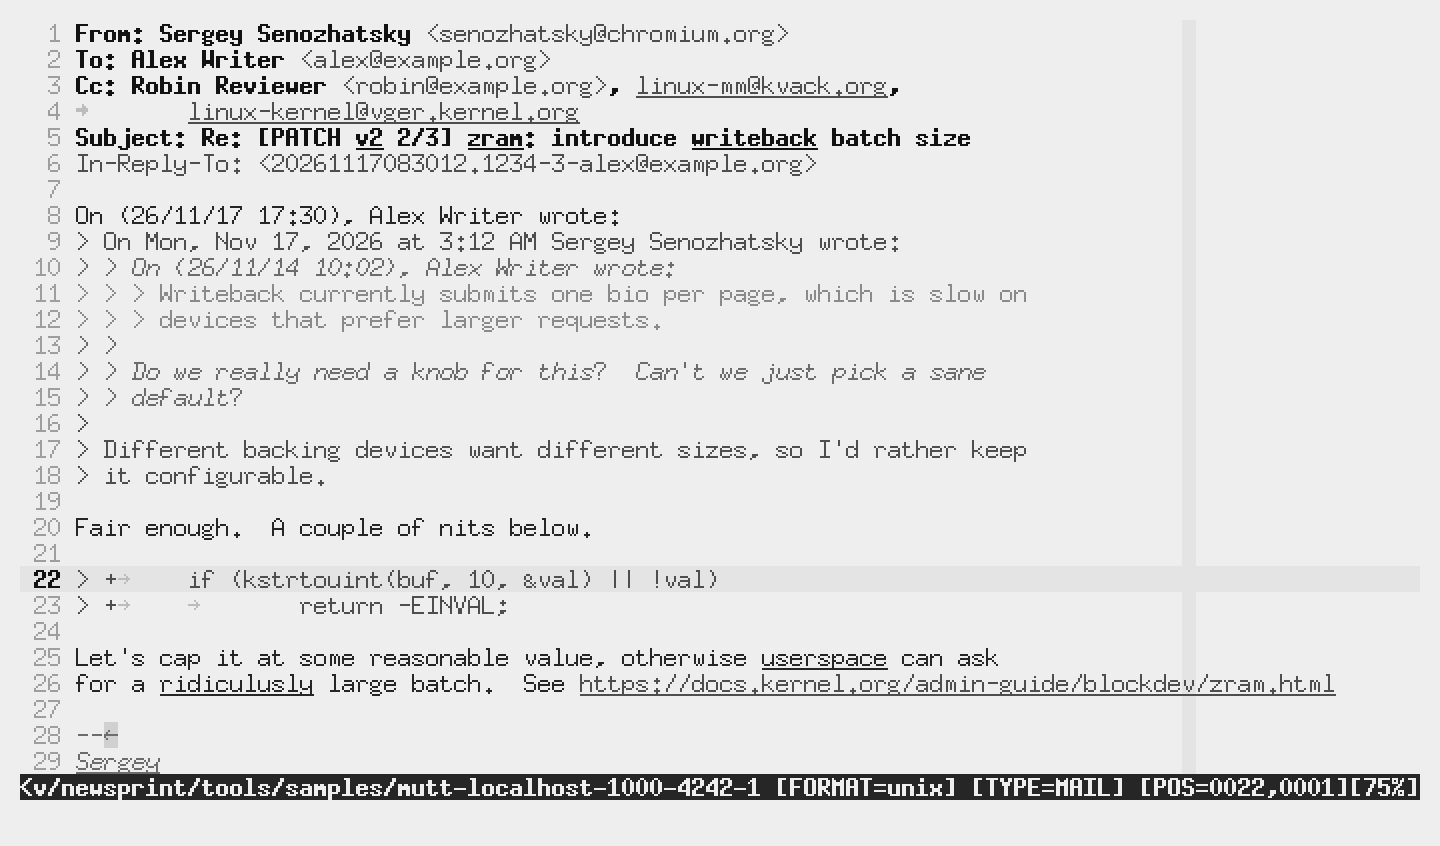 1 From: Sergey Senozhatsky <senozhatsky@chromium.org>
2 To: Alex Writer <alex@example.org>
3 Cc: Robin Reviewer <robin@example.org>, linux-mm@kvack.org,
4 →       linux-kernel@vger.kernel.org
5 Subject: Re: [PATCH v2 2/3] zram: introduce writeback batch size
6 In-Reply-To: <20261117083012.1234-3-alex@example.org>
7
8 On (26/11/17 17:30), Alex Writer wrote:
9 > On Mon, Nov 17, 2026 at 3:12 AM Sergey Senozhatsky wrote:
10 > > On (26/11/14 10:02), Alex Writer wrote:
11 > > > Writeback currently submits one bio per page, which is slow on
12 > > > devices that prefer larger requests.
13 > >
14 > > Do we really need a knob for this?  Can't we just pick a sane
15 > > default?
16 >
17 > Different backing devices want different sizes, so I'd rather keep
18 > it configurable.
19
20 Fair enough.  A couple of nits below.
21
22 > +→    if (kstrtouint(buf, 10, &val) || !val)
23 > +→    →       return -EINVAL;
24
25 Let's cap it at some reasonable value, otherwise userspace can ask
26 for a ridiculusly large batch.  See https://docs.kernel.org/admin-guide/blockdev/zram.html
27
28 --←
29 Sergey
<v/newsprint/tools/samples/mutt-localhost-1000-4242-1 [FORMAT=unix] [TYPE=MAIL] [POS=0022,0001][75%]